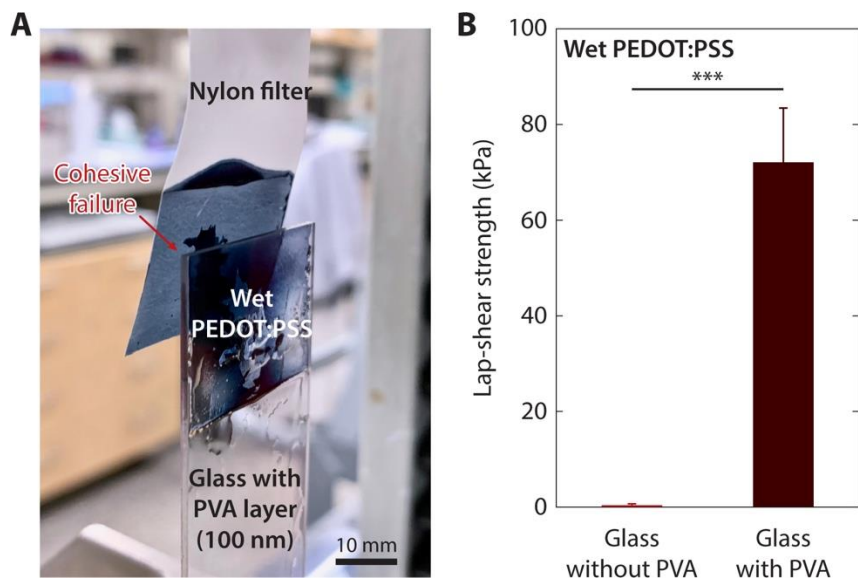 A
Nylon filter
Cohesive
failure
Wet
PEDOT:PSS
Glass with
PVA layer
(100 nm)
10 mm
B
Wet PEDOT:PSS
***
Lap-shear strength (kPa)
100
80
60
40
20
0
Glass
without PVA
Glass
with PVA